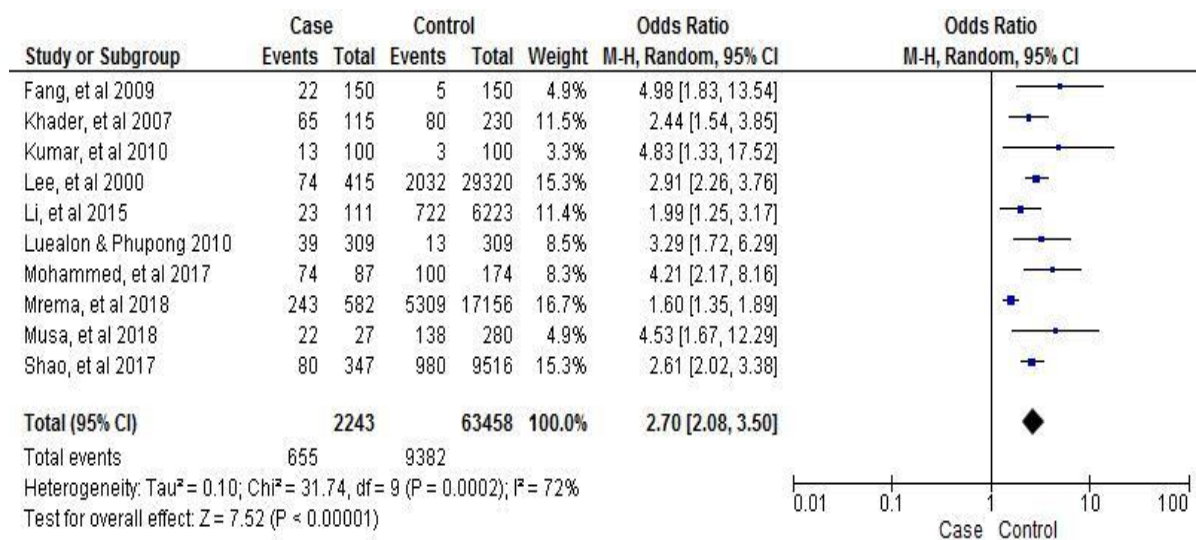 Case Control Odds Ratio Odds Ratio
Study or Subgroup Events Total Events Total Weight M-H, Random, 95% CI M-H, Random, 95% CI
Fang, et al 2009 22 150 5 150 4.9% 4.98 [1.83, 13.54]
Khader, et al 2007 65 115 80 230 11.5% 2.44 [1.54, 3.85]
Kumar, et al 2010 13 100 3 100 3.3% 4.83 [1.33, 17.52]
Lee, et al 2000 74 415 2032 29320 15.3% 2.91 [2.26, 3.76]
Li, et al 2015 23 111 722 6223 11.4% 1.99 [1.25, 3.17]
Luealon & Phupong 2010 39 309 13 309 8.5% 3.29 [1.72, 6.29]
Mohammed, et al 2017 74 87 100 174 8.3% 4.21 [2.17, 8.16]
Mrema, et al 2018 243 582 5309 17156 16.7% 1.60 [1.35, 1.89]
Musa, et al 2018 22 27 138 280 4.9% 4.53 [1.67, 12.29]
Shao, et al 2017 80 347 980 9516 15.3% 2.61 [2.02, 3.38]
Total (95% CI) 2243 63458 100.0% 2.70 [2.08, 3.50]
Total events 655 9382
Heterogeneity: Tau² = 0.10; Chi² = 31.74, df = 9 (P = 0.0002); I² = 72%
Test for overall effect: Z = 7.52 (P < 0.00001)
0.01 0.1 1 10 100
Case Control